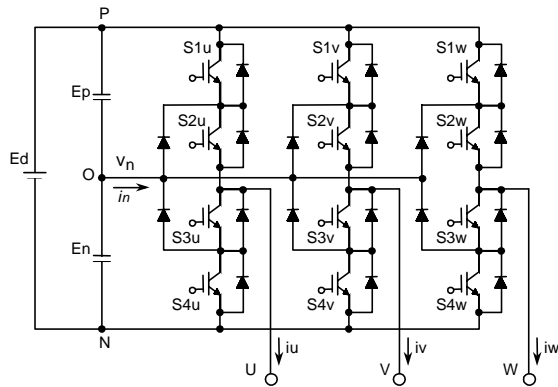 P
S1u
S1v
S1w
Ep
S2u
S2v
S2w
Ed
O
vn
in
En
S3u
S3v
S3w
S4u
S4v
S4w
N
iu
iv
iw
U
V
W